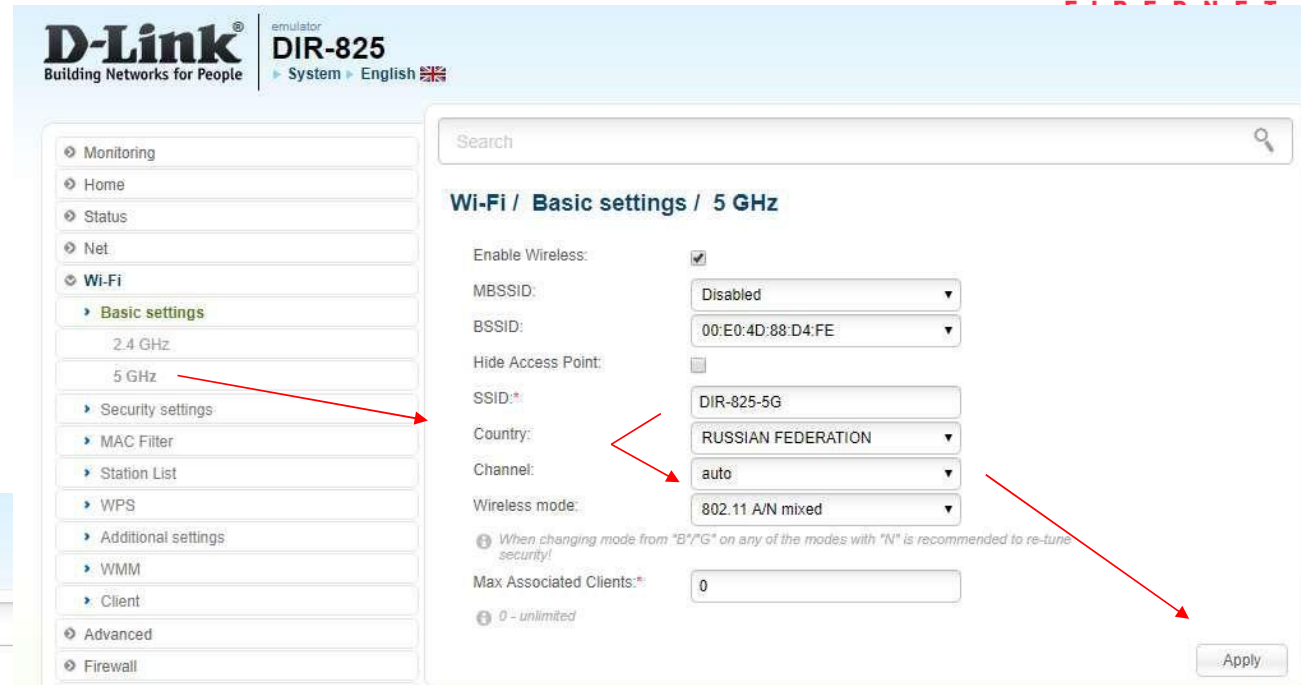 D-Link®
Building Networks for People
emulator
DIR-825
System English
Search
Monitoring
Home
Status
Net
Wi-Fi
Basic settings
2.4 GHz
5 GHz
Security settings
MAC Filter
Station List
WPS
Additional settings
WMM
Client
Advanced
Firewall
Wi-Fi / Basic settings / 5 GHz
Enable Wireless:
MBSSID: Disabled
BSSID: 00:E0:4D:88:D4:FE
Hide Access Point:
SSID:* DIR-825-5G
Country: RUSSIAN FEDERATION
Channel: auto
Wireless mode: 802.11 A/N mixed
When changing mode from "B"/"G" on any of the modes with "N" is recommended to re-tune
security!
Max Associated Clients:* 0
0 - unlimited
Apply